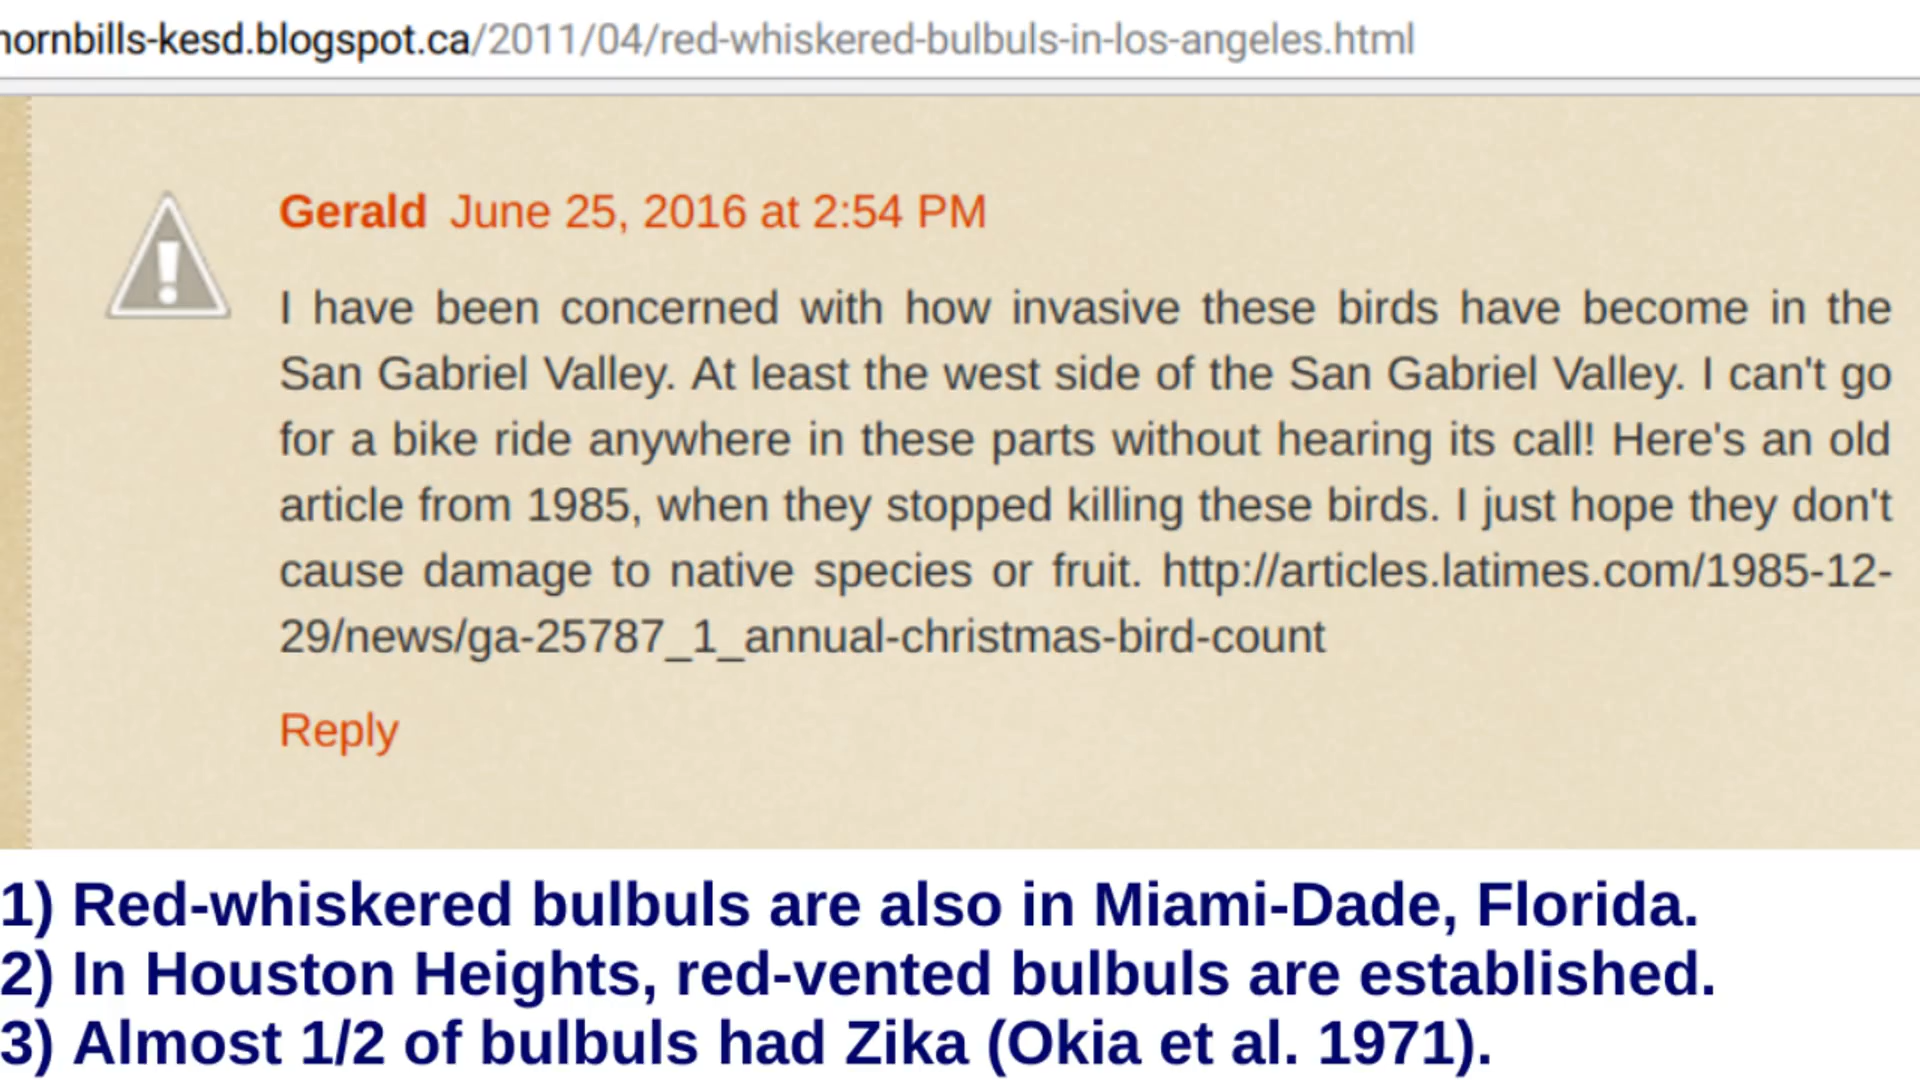 hornbills-kesd.blogspot.ca/2011/04/red-whiskered-bulbuls-in-los-angeles.html
Gerald June 25, 2016 at 2:54 PM
I have been concerned with how invasive these birds have become in the
San Gabriel Valley. At least the west side of the San Gabriel Valley. I can't go
for a bike ride anywhere in these parts without hearing its call! Here's an old
article from 1985, when they stopped killing these birds. I just hope they don't
cause damage to native species or fruit. http://articles.latimes.com/1985-12-
29/news/ga-25787_1_annual-christmas-bird-count
Reply
1) Red-whiskered bulbuls are also in Miami-Dade, Florida.
2) In Houston Heights, red-vented bulbuls are established.
3) Almost 1/2 of bulbuls had Zika (Okia et al. 1971).